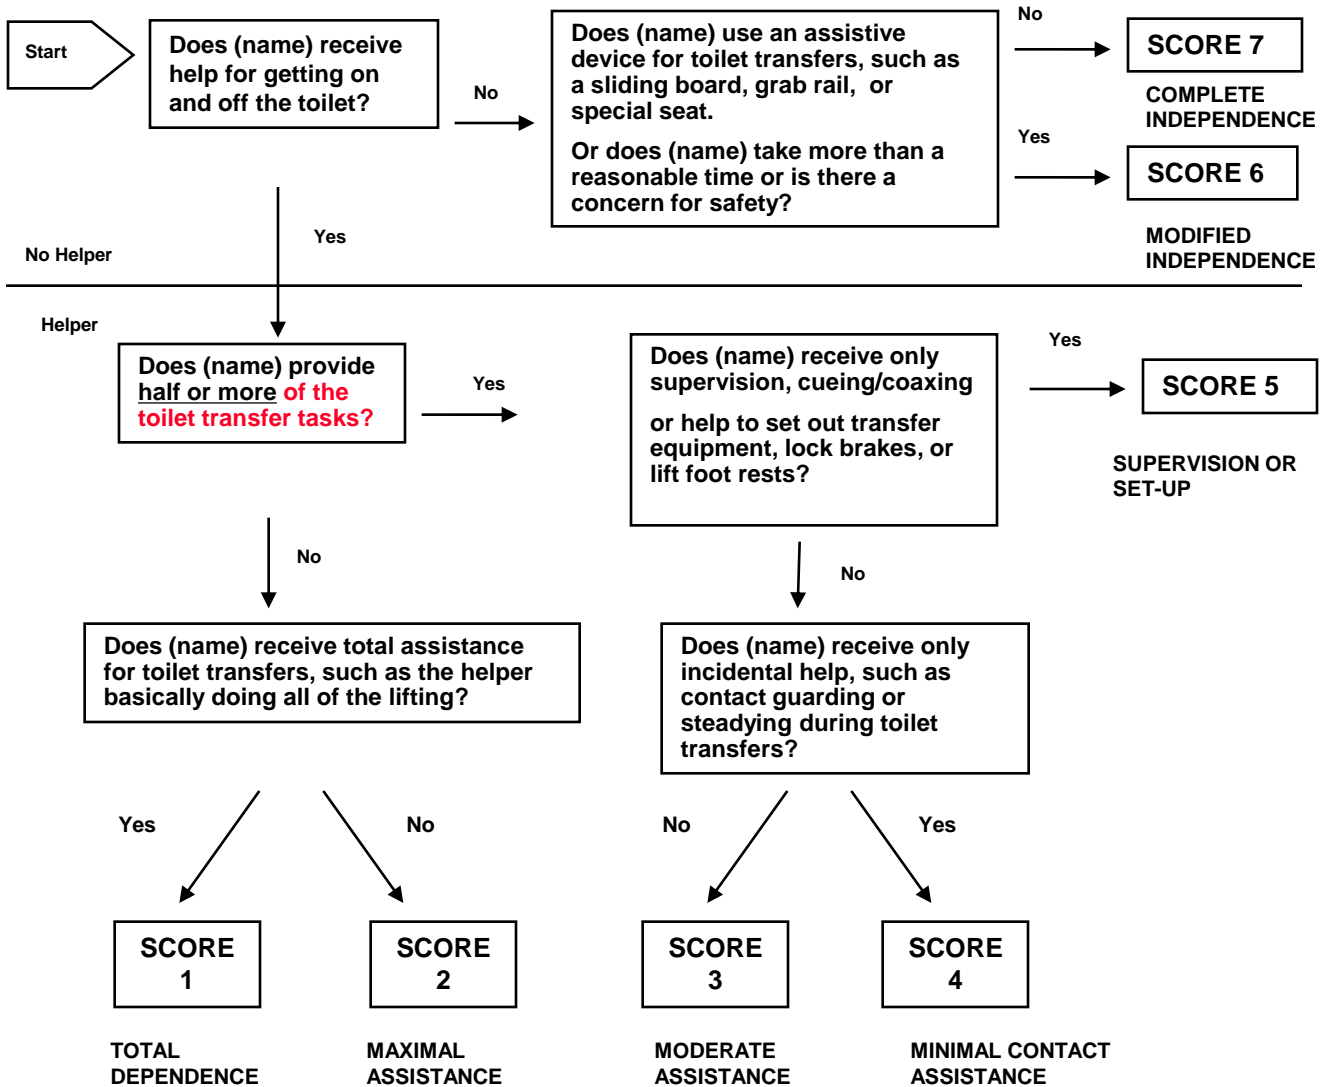 Start
Does (name) receive
help for getting on
and off the toilet?
No
Does (name) use an assistive
device for toilet transfers, such as
a sliding board, grab rail, or
special seat.
Or does (name) take more than a
reasonable time or is there a
concern for safety?
No
SCORE 7
COMPLETE
INDEPENDENCE
Yes
SCORE 6
MODIFIED
INDEPENDENCE
Yes
No Helper
Helper
Does (name) provide
half or more of the
toilet transfer tasks?
Yes
Does (name) receive only
supervision, cueing/coaxing
or help to set out transfer
equipment, lock brakes, or
lift foot rests?
Yes
SCORE 5
SUPERVISION OR
SET-UP
No
No
Does (name) receive total assistance
for toilet transfers, such as the helper
basically doing all of the lifting?
Does (name) receive only
incidental help, such as
contact guarding or
steadying during toilet
transfers?
Yes
No
No
Yes
SCORE
1
SCORE
2
SCORE
3
SCORE
4
TOTAL
DEPENDENCE
MAXIMAL
ASSISTANCE
MODERATE
ASSISTANCE
MINIMAL CONTACT
ASSISTANCE